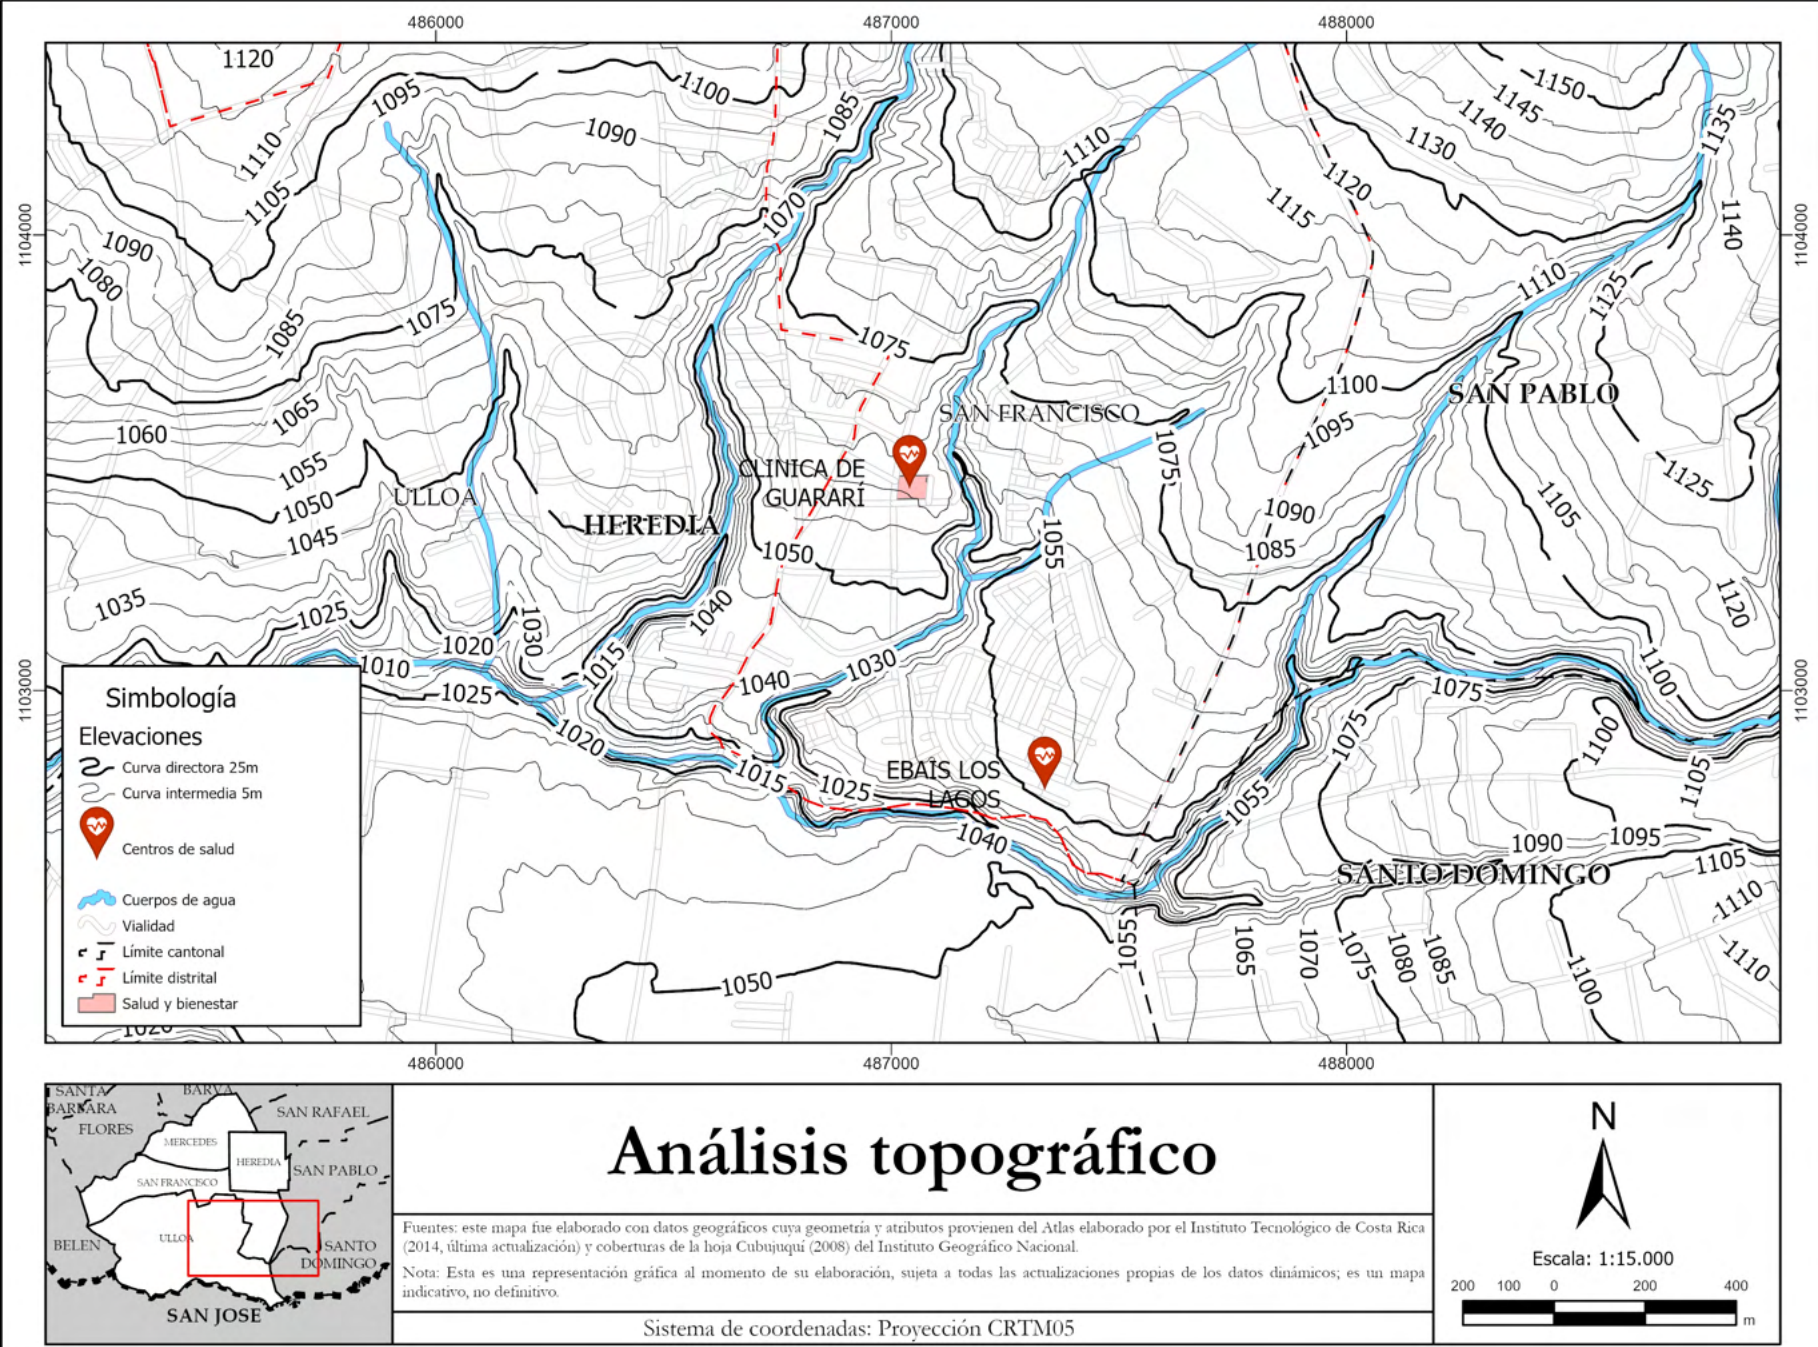 486000
487000
488000
1120
1095
1100
1090
1085
1110
1150
1145
1140
1130
1135
1110
1105
1120
1115
1140
1104000
1104000
1090
1080
1070
1110
1125
1085
1075
1075
1100
SAN PABLO
1065
SAN FRANCISCO
1060
1095
1055
1075
CLINICA DE
GUARARÍ
1125
1050
ULLOA
HEREDIA
1090
1105
1045
1050
1055
1085
1035
1025
1040
1120
1020
1030
1010
1015
1030
1100
1103000
1103000
1025
1040
1075
1020
1075
1100
1015
1025
EBAÍS LOS
LAGOS
1055
1105
1040
1090
1095
1105
SANTO DOMINGO
1110
1055
1065
1070
1075
1080
1085
1100
1110
1050
1020
Simbología
Elevaciones
Curva directora 25m
Curva intermedia 5m
Centros de salud
Cuerpos de agua
Vialidad
Límite cantonal
Límite distrital
Salud y bienestar
486000
487000
488000
SANTA
BARBARA
BARVA
FLORES
SAN RAFAEL
MERCEDES
HEREDIA
SAN PABLO
SAN FRANCISCO
ULLOA
BELEN
SANTO
DOMINGO
SAN JOSE
Análisis topográfico
Fuentes: este mapa fue elaborado con datos geográficos cuya geometría y atributos provienen del Atlas elaborado por el Instituto Tecnológico de Costa Rica
(2014, última actualización) y coberturas de la hoja Cubujuquí (2008) del Instituto Geográfico Nacional.
Nota: Esta es una representación gráfica al momento de su elaboración, sujeta a todas las actualizaciones propias de los datos dinámicos; es un mapa
indicativo, no definitivo.
Sistema de coordenadas: Proyección CRTM05
N
Escala: 1:15.000
200 100 0 200 400
m